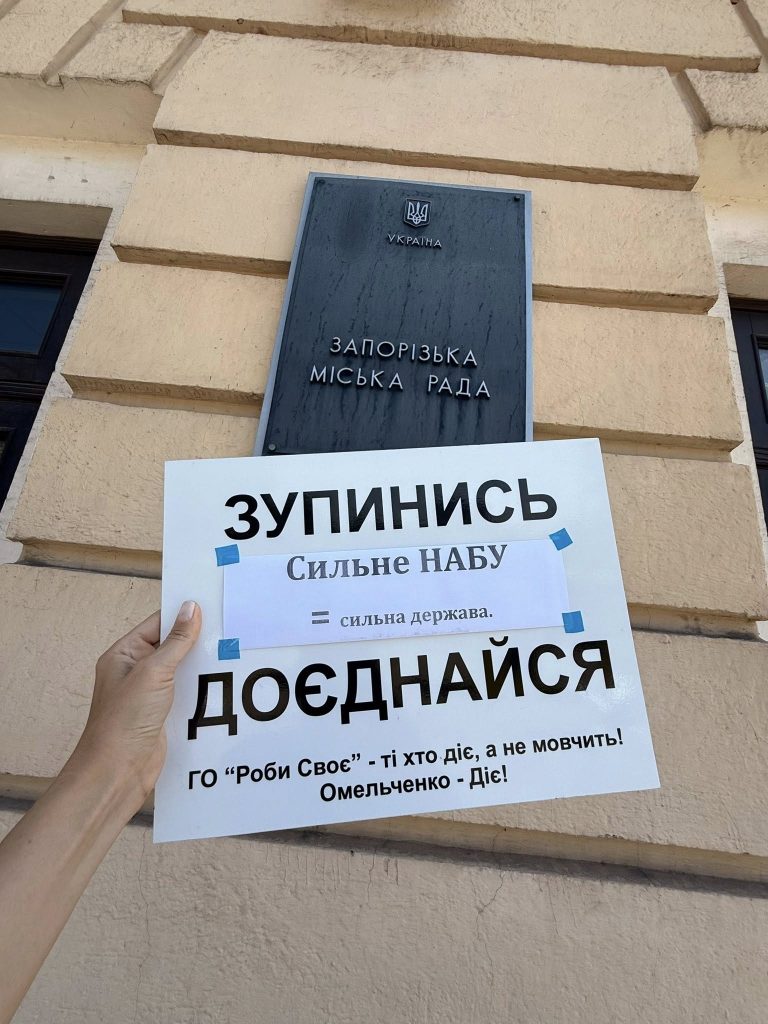 УКРАЇНА
ЗАПОРІЗЬКА
МІСЬКА РАДА
ЗУПИНИСЬ
Сильне НАБУ
= сильна держава.
ДОЄДНАЙСЯ
ГО “Роби Своє” - ті хто діє, а не мовчить!
Омельченко - Діє!